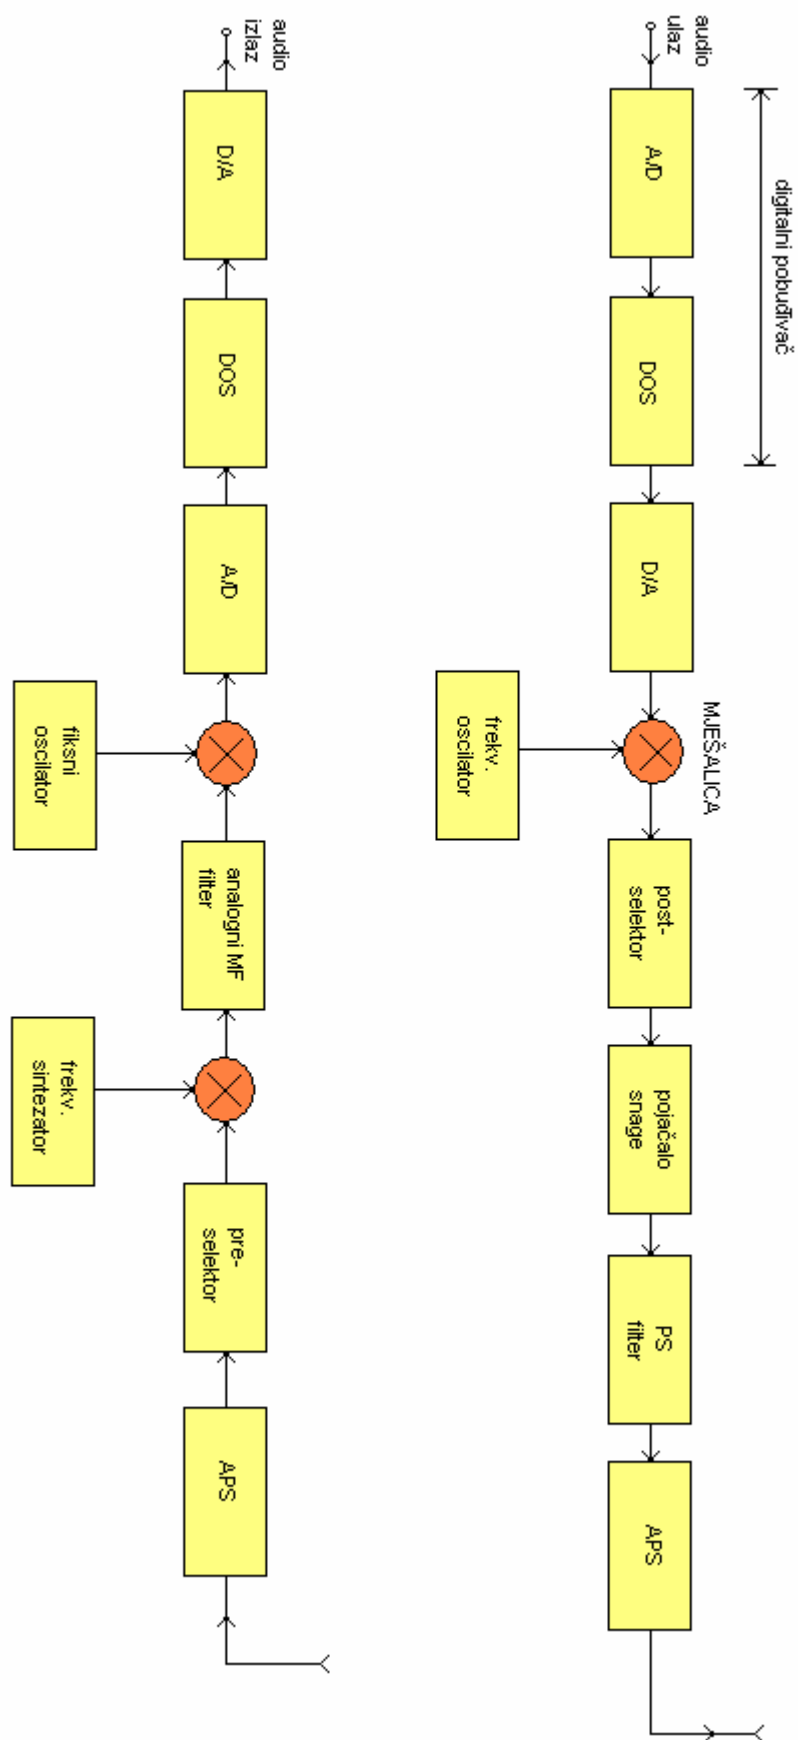 digitalni pobuđivač
audio
ulaz
A/D
DOS
D/A
MJEŠALICA
post-
selektor
pojačalo
snage
PS
filter
APS
frekv.
oscilator
audio
izlaz
D/A
DOS
A/D
analogni MF
filter
pre-
selektor
APS
fiksni
oscilator
frekv.
sintezator